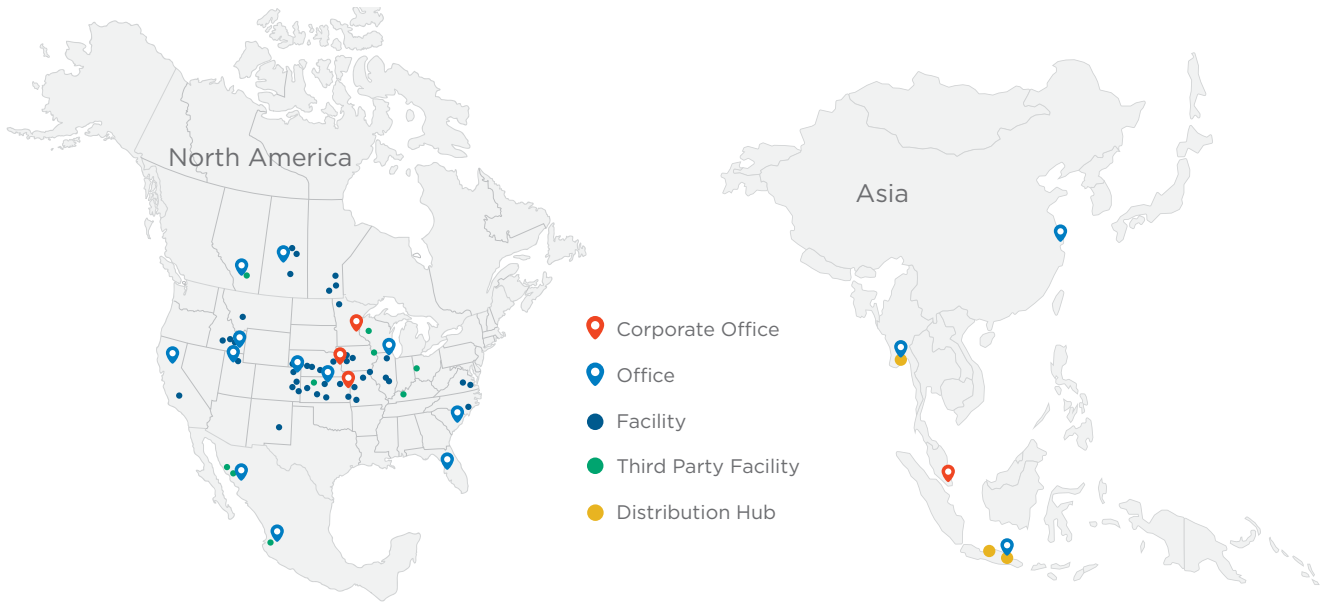 North America
Asia
Corporate Office
Office
Facility
Third Party Facility
Distribution Hub